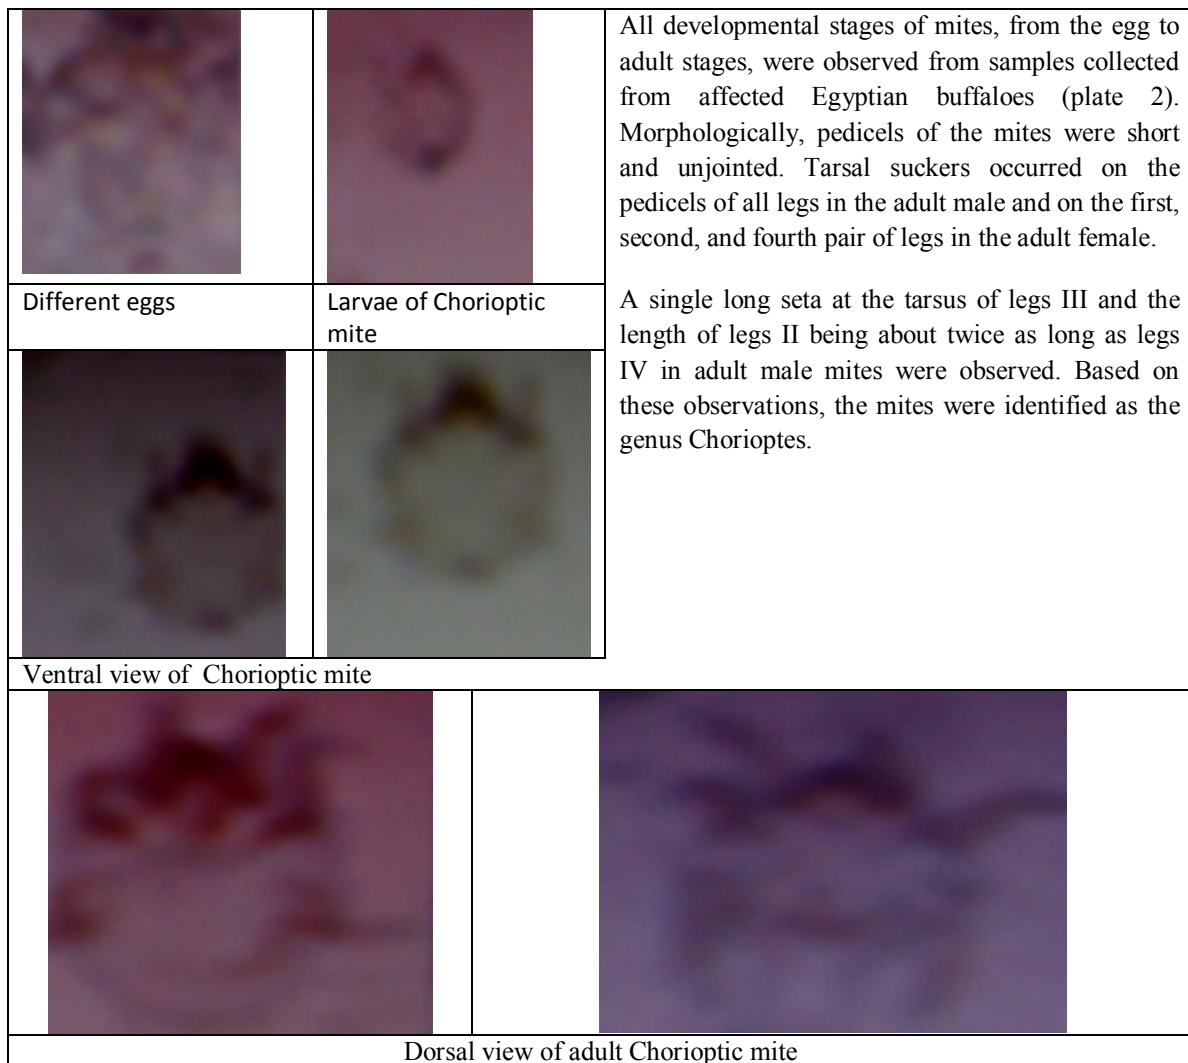 All developmental stages of mites, from the egg to
adult stages, were observed from samples collected
from affected Egyptian buffaloes (plate 2).
Morphologically, pedicels of the mites were short
and unjointed. Tarsal suckers occurred on the
pedicels of all legs in the adult male and on the first,
second, and fourth pair of legs in the adult female.
A single long seta at the tarsus of legs III and the
length of legs II being about twice as long as legs
IV in adult male mites were observed. Based on
these observations, the mites were identified as the
genus Chorioptes.
Different eggs
Larvae of Chorioptic
mite
Ventral view of Chorioptic mite
Dorsal view of adult Chorioptic mite